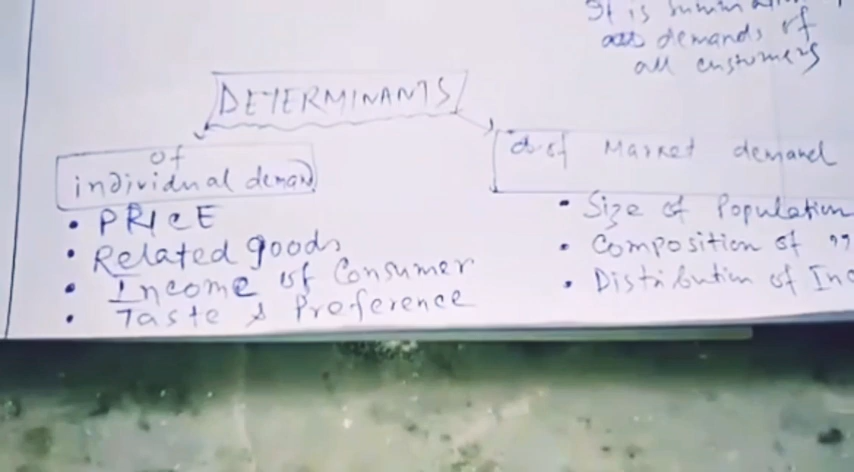 It is summation of
demands of
all customers
DETERMINANTS
of
individual demand
• PRICE
• Related goods
• Income of Consumer
• Taste & Preference
of Market demand
• Size of Population
• Composition of "
• Distribution of Inc